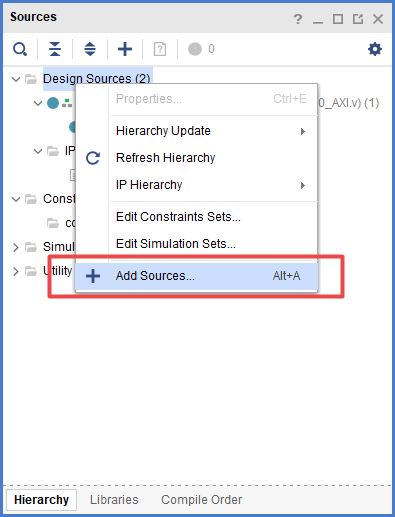 Sources
? _
0
Design Sources (2)
Properties... Ctrl+E
0_AXI.v) (1)
Hierarchy Update
IP
Refresh Hierarchy
IP Hierarchy
Const
Edit Constraints Sets...
co
Edit Simulation Sets...
Simul
Utility
Add Sources... Alt+A
Hierarchy Libraries Compile Order